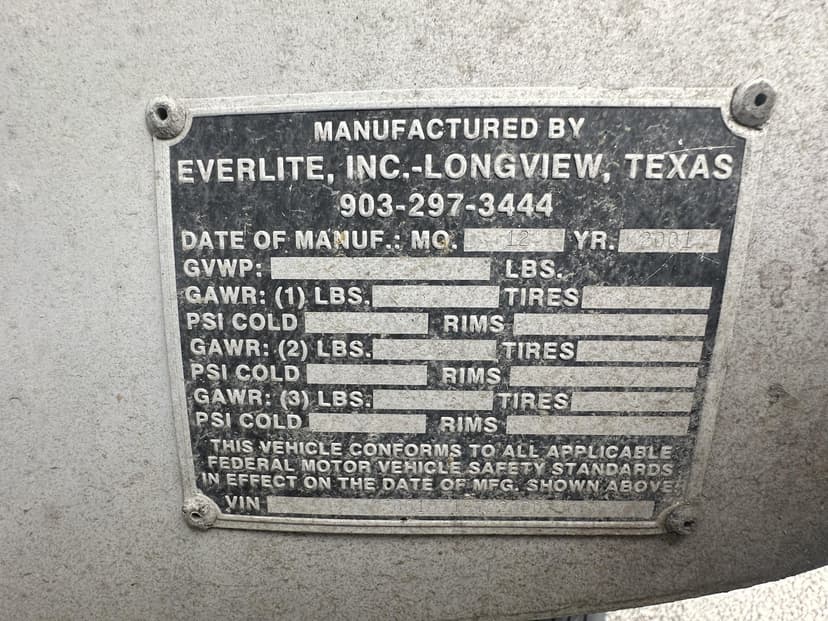 MANUFACTURED BY
EVERLITE, INC.-LONGVIEW, TEXAS
903-297-3444
DATE OF MANUF.: MO. 12 YR. 2001
GVWP: LBS.
GAWR: (1) LBS. TIRES
PSI COLD RIMS
GAWR: (2) LBS. TIRES
PSI COLD RIMS
GAWR: (3) LBS. TIRES
PSI COLD RIMS
THIS VEHICLE CONFORMS TO ALL APPLICABLE
FEDERAL MOTOR VEHICLE SAFETY STANDARDS
IN EFFECT ON THE DATE OF MFG. SHOWN ABOVE
VIN